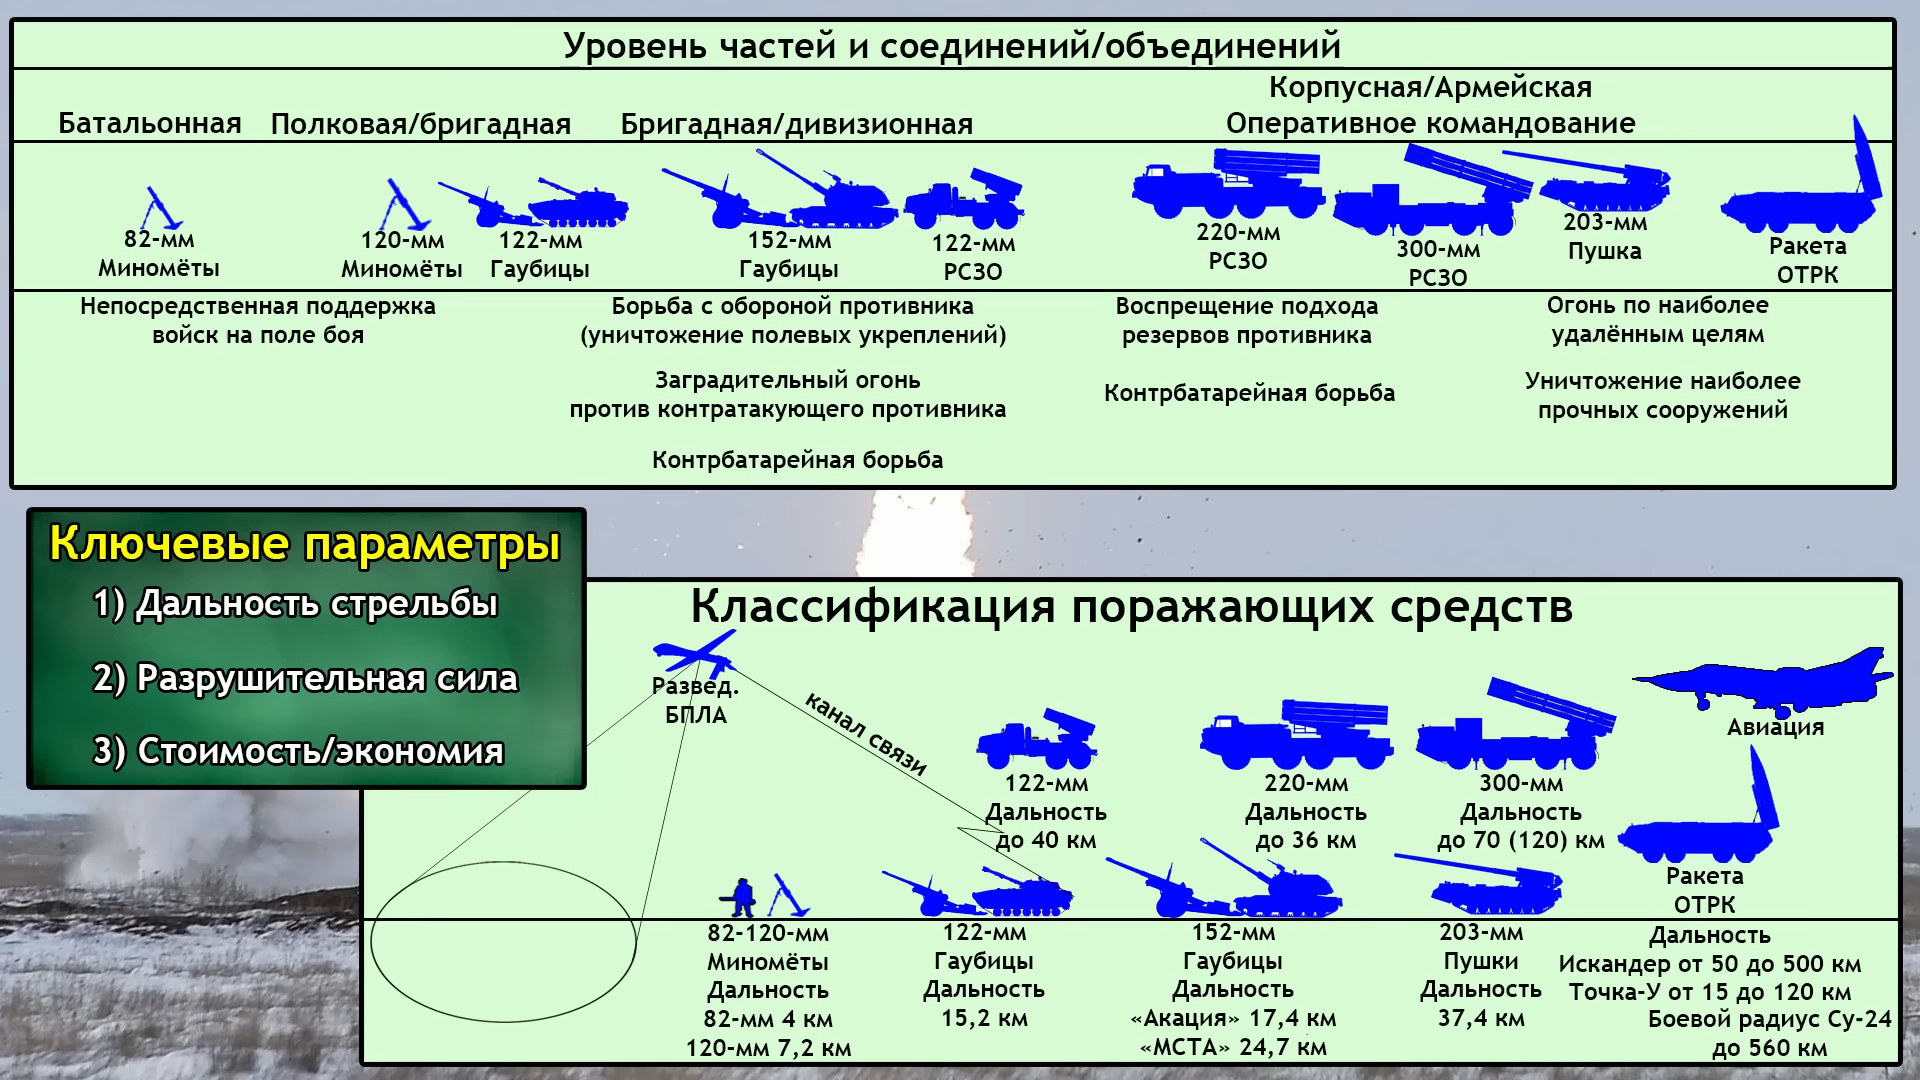 Уровень частей и соединений/объединений
Батальонная
Полковая/бригадная
Бригадная/дивизионная
Корпусная/Армейская
Оперативное командование
82-мм
Миномёты
120-мм
Миномёты
122-мм
Гаубицы
152-мм
Гаубицы
122-мм
РСЗО
220-мм
РСЗО
300-мм
РСЗО
203-мм
Пушка
Ракета
ОТРК
Непосредственная поддержка
войск на поле боя
Борьба с обороной противника
(уничтожение полевых укреплений)
Заградительный огонь
против контратакующего противника
Контрбатарейная борьба
Воспрещение подхода
резервов противника
Контрбатарейная борьба
Огонь по наиболее
удалённым целям
Уничтожение наиболее
прочных сооружений
Ключевые параметры
1) Дальность стрельбы
2) Разрушительная сила
3) Стоимость/экономия
Классификация поражающих средств
Развед.
БПЛА
канал связи
122-мм
Дальность
до 40 км
220-мм
Дальность
до 36 км
300-мм
Дальность
до 70 (120) км
Авиация
Ракета
ОТРК
82-120-мм
Миномёты
Дальность
82-мм 4 км
120-мм 7,2 км
122-мм
Гаубицы
Дальность
15,2 км
152-мм
Гаубицы
Дальность
«Акация» 17,4 км
«МСТА» 24,7 км
203-мм
Пушки
Дальность
37,4 км
Дальность
Искандер от 50 до 500 км
Точка-У от 15 до 120 км
Боевой радиус Су-24
до 560 км